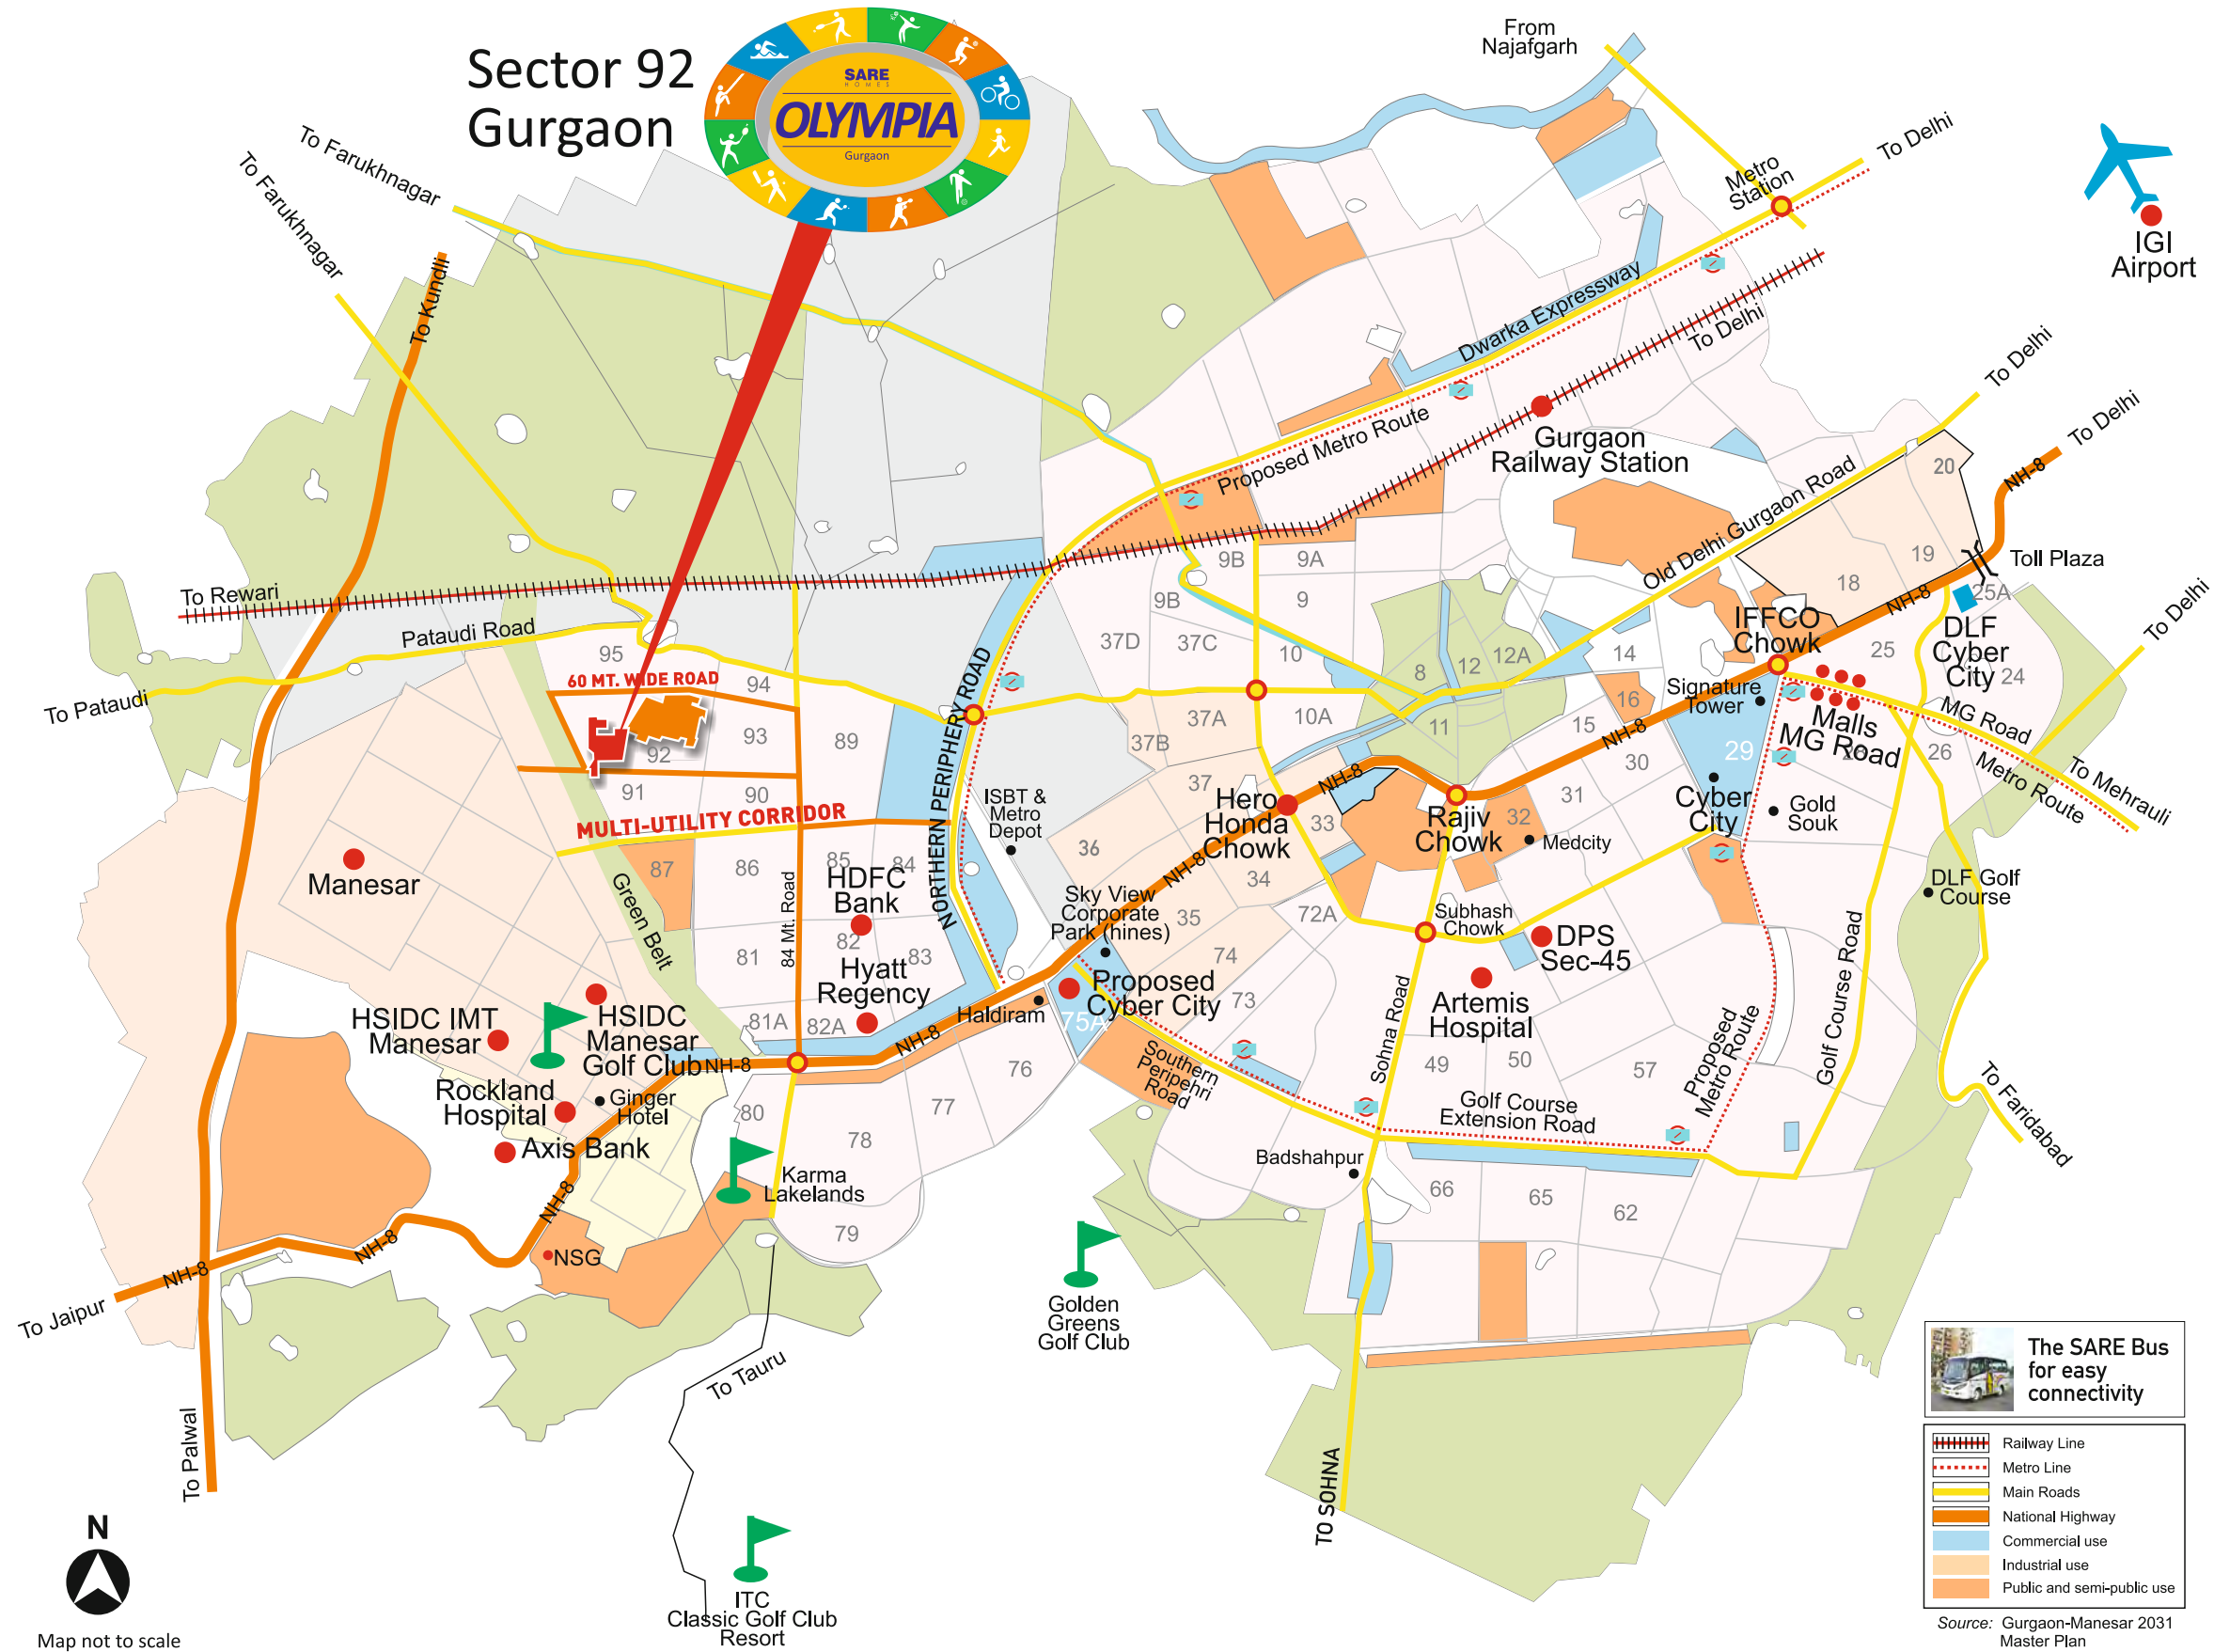 Sector 92
Gurgaon
SARE
HOMES
OLYMPIA
Gurgaon
From
Najafgarh
To Delhi
Metro
Station
IGI
Airport
To Farukhnagar
To Farukhnagar
To Kundli
Dwarka Expressway
To Delhi
To Delhi
To Delhi
NH-8
Proposed Metro Route
Gurgaon
Railway Station
Old Delhi Gurgaon Road
20
19
18
Toll Plaza
25A
To Rewari
Pataudi Road
To Pataudi
95
60 MT. WIDE ROAD
94
93
92
91
90
89
MULTI-UTILITY CORRIDOR
NORTHERN PERIPHERY ROAD
9B
9A
9B
9
37D
37C
10
37A
10A
37B
37
8
12
12A
11
14
16
15
IFFCO
Chowk
NH-8
Signature
Tower
25
DLF
Cyber
City
24
To Delhi
Malls
MG Road
MG Road
28
26
Metro Route
To Mehrauli
29
30
31
NH-8
Cyber
City
Gold
Souk
ISBT &
Metro
Depot
Hero
Honda
Chowk
NH-8
33
Rajiv
Chowk
32
Medcity
36
34
35
NH-8
Manesar
87
86
85
84
HDFC
Bank
84 Mt. Road
Green Belt
81
82
83
Hyatt
Regency
81A
82A
Sky View
Corporate
Park (hines)
Haldiram
Proposed
Cyber City
75A
74
73
72A
Subhash
Chowk
DPS
Sec-45
Artemis
Hospital
DLF Golf
Course
Golf Course Road
Sohna Road
HSIDC IMT
Manesar
HSIDC
Manesar
Golf Club
NH-8
NH-8
Rockland
Hospital
Ginger
Hotel
Axis Bank
NH-8
NSG
80
78
77
76
79
Karma
Lakelands
Southern
Peripehri
Road
49
50
57
Proposed
Metro Route
Golf Course
Extension Road
To Faridabad
Badshahpur
66
65
62
NH-8
NH-8
To Jaipur
To Palwal
To Tauru
Golden
Greens
Golf Club
TO SOHNA
ITC
Classic Golf Club
Resort
N
Map not to scale
The SARE Bus
for easy
connectivity
Railway Line
Metro Line
Main Roads
National Highway
Commercial use
Industrial use
Public and semi-public use
Source: Gurgaon-Manesar 2031
Master Plan